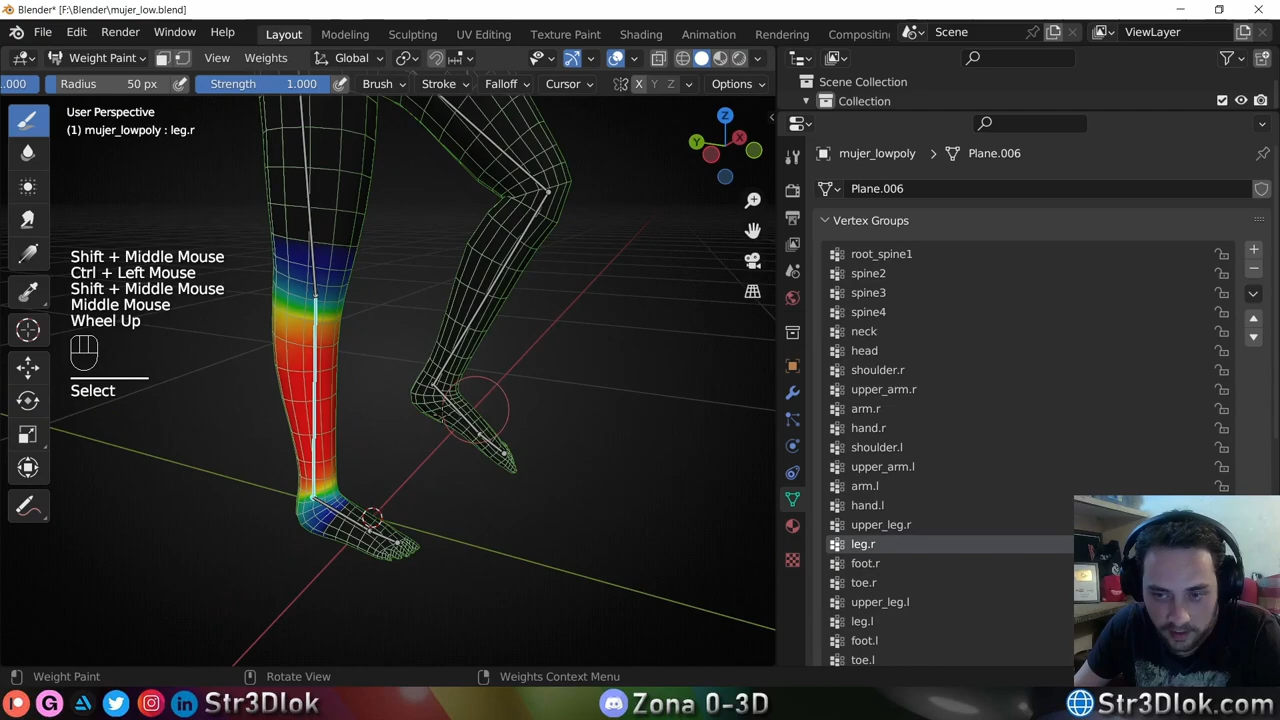 Blender* [F:\Blender\mujer_low.blend]
File Edit Render Window Help Layout Modeling Sculpting UV Editing Texture Paint Shading Animation Rendering Compositing Scene ViewLayer
Weight Paint View Weights Global
.000 Radius 50 px Strength 1.000 Brush Stroke Falloff Cursor X Y Z Options
User Perspective
(1) mujer_lowpoly : leg.r
Z
Y
X
Shift + Middle Mouse
Ctrl + Left Mouse
Shift + Middle Mouse
Middle Mouse
Wheel Up
Select
Scene Collection
Collection
mujer_lowpoly > Plane.006
Plane.006
Vertex Groups
root_spine1
spine2
spine3
spine4
neck
head
shoulder.r
upper_arm.r
arm.r
hand.r
shoulder.l
upper_arm.l
arm.l
hand.l
upper_leg.r
leg.r
foot.r
toe.r
upper_leg.l
leg.l
foot.l
toe.l
Weight Paint Rotate View Weights Context Menu
Str3Dlok Zona 0-3D Str3Dlok.com